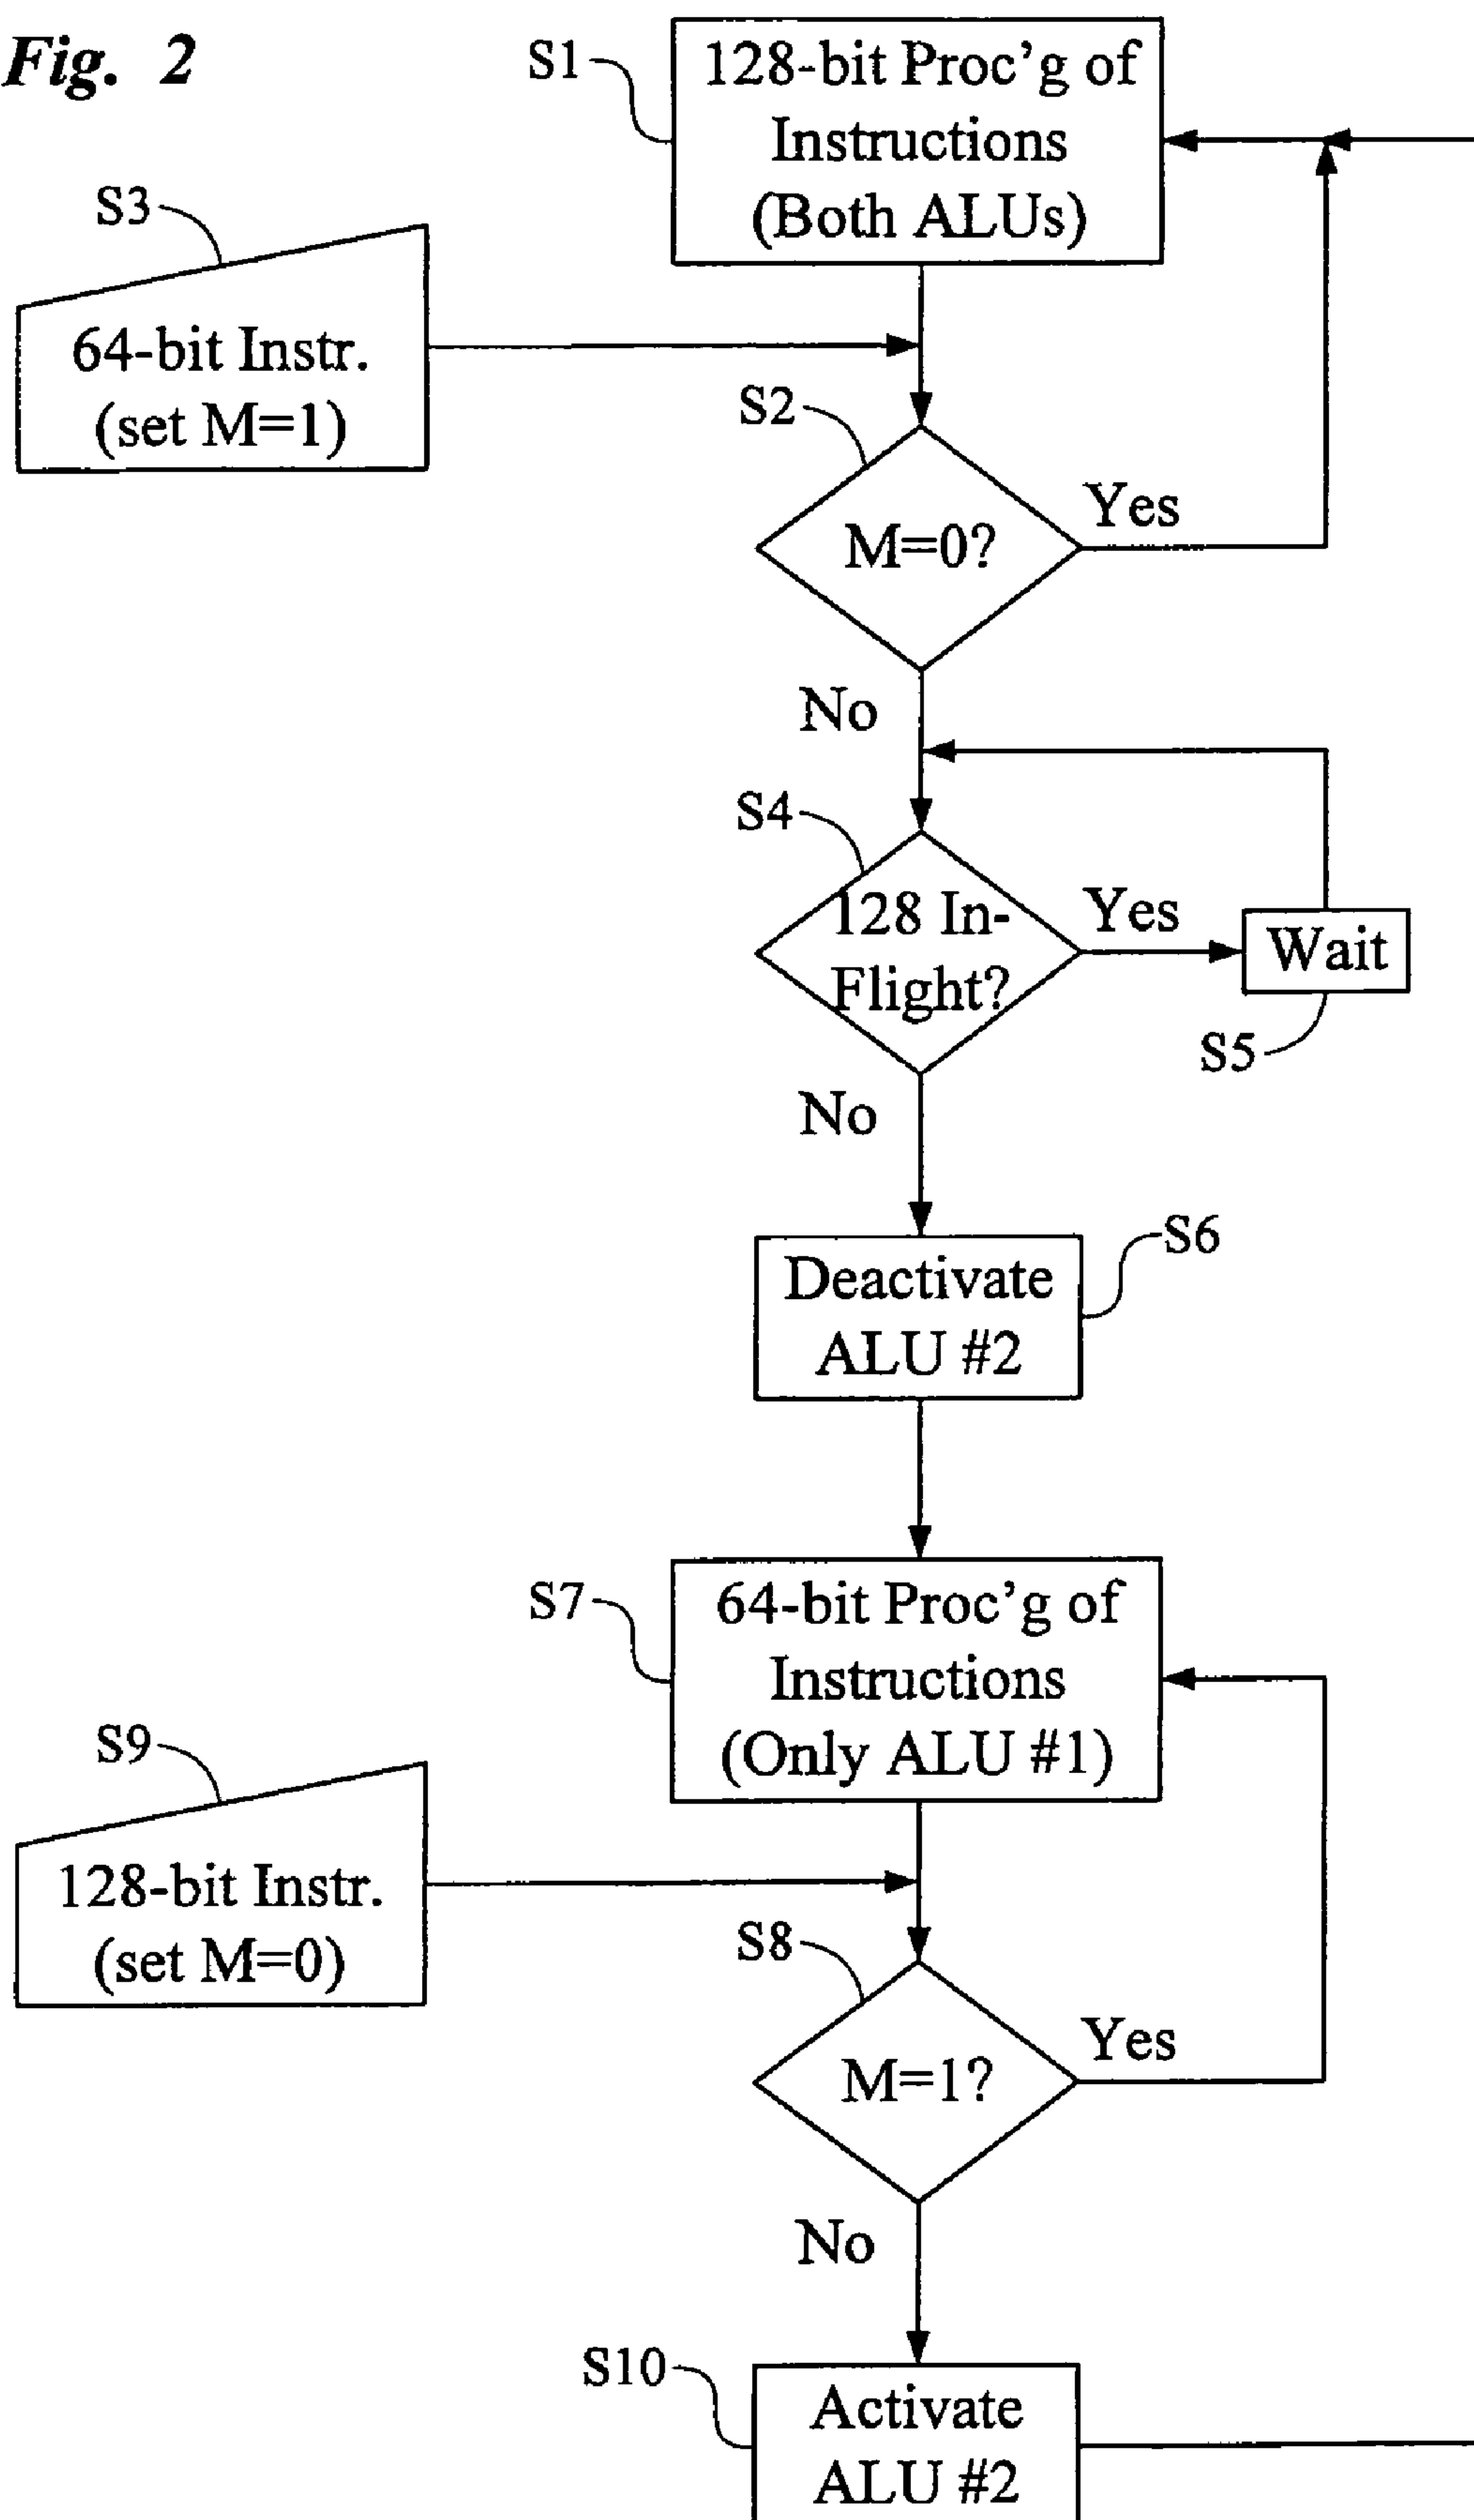 Fig. 2
S1
128-bit Proc'g of
Instructions
(Both ALUs)
S3
64-bit Instr.
(set M=1)
S2
M=0?
Yes
No
S4
128 In-
Flight?
Yes
Wait
S5
No
S6
Deactivate
ALU #2
S7
64-bit Proc'g of
Instructions
(Only ALU #1)
S9
128-bit Instr.
(set M=0)
S8
M=1?
Yes
No
S10
Activate
ALU #2